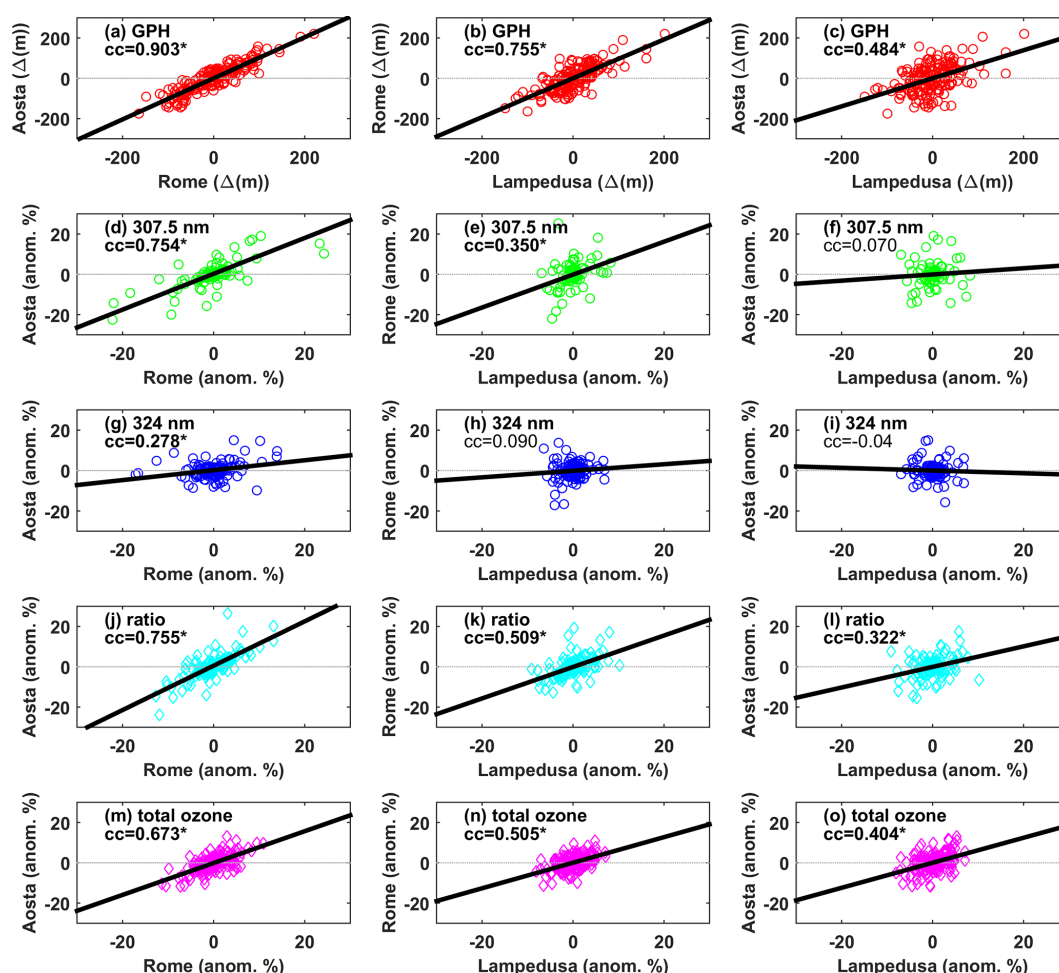 (a) GPH
cc=0.903*
200
0
-200
Aosta (Δ(m))
-200
0
200
Rome (Δ(m))
(b) GPH
cc=0.755*
200
0
-200
Rome (Δ(m))
-200
0
200
Lampedusa (Δ(m))
(c) GPH
cc=0.484*
200
0
-200
Aosta (Δ(m))
-200
0
200
Lampedusa (Δ(m))
(d) 307.5 nm
cc=0.754*
20
0
-20
Aosta (anom. %)
-20
0
20
Rome (anom. %)
(e) 307.5 nm
cc=0.350*
20
0
-20
Rome (anom. %)
-20
0
20
Lampedusa (anom. %)
(f) 307.5 nm
cc=0.070
20
0
-20
Aosta (anom. %)
-20
0
20
Lampedusa (anom. %)
(g) 324 nm
cc=0.278*
20
0
-20
Aosta (anom. %)
-20
0
20
Rome (anom. %)
(h) 324 nm
cc=0.090
20
0
-20
Rome (anom. %)
-20
0
20
Lampedusa (anom. %)
(i) 324 nm
cc=-0.04
20
0
-20
Aosta (anom. %)
-20
0
20
Lampedusa (anom. %)
(j) ratio
cc=0.755*
20
0
-20
Aosta (anom. %)
-20
0
20
Rome (anom. %)
(k) ratio
cc=0.509*
20
0
-20
Rome (anom. %)
-20
0
20
Lampedusa (anom. %)
(l) ratio
cc=0.322*
20
0
-20
Aosta (anom. %)
-20
0
20
Lampedusa (anom. %)
(m) total ozone
cc=0.673*
20
0
-20
Aosta (anom. %)
-20
0
20
Rome (anom. %)
(n) total ozone
cc=0.505*
20
0
-20
Rome (anom. %)
-20
0
20
Lampedusa (anom. %)
(o) total ozone
cc=0.404*
20
0
-20
Aosta (anom. %)
-20
0
20
Lampedusa (anom. %)